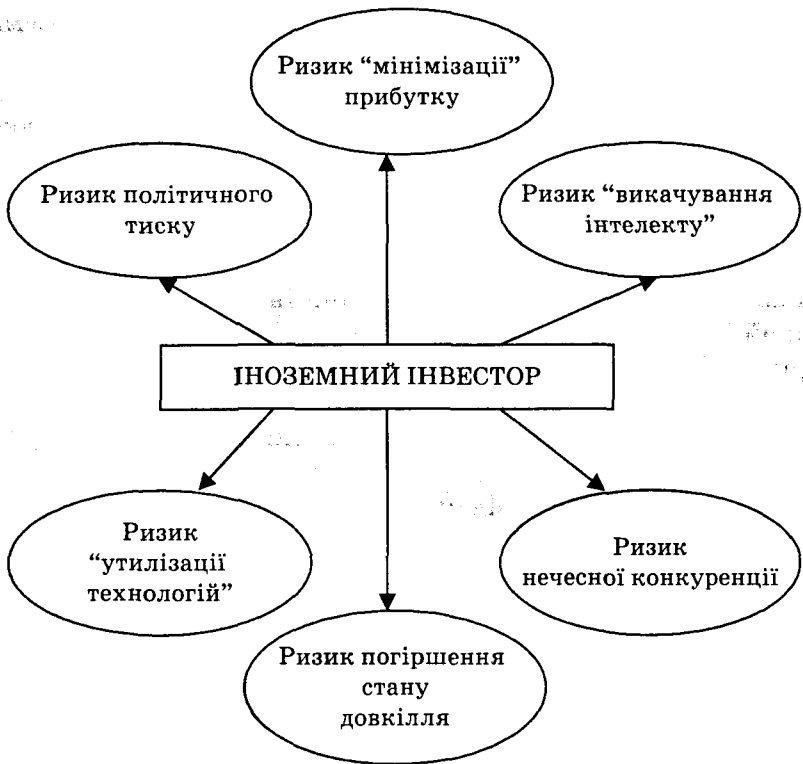 Ризик “мінімізації”
прибутку
Ризик політичного
тиску
Ризик “викачування
інтелекту”
ІНОЗЕМНИЙ ІНВЕСТОР
Ризик
“утилізації
технологій”
Ризик
нечесної конкуренції
Ризик погіршення
стану
довкілля